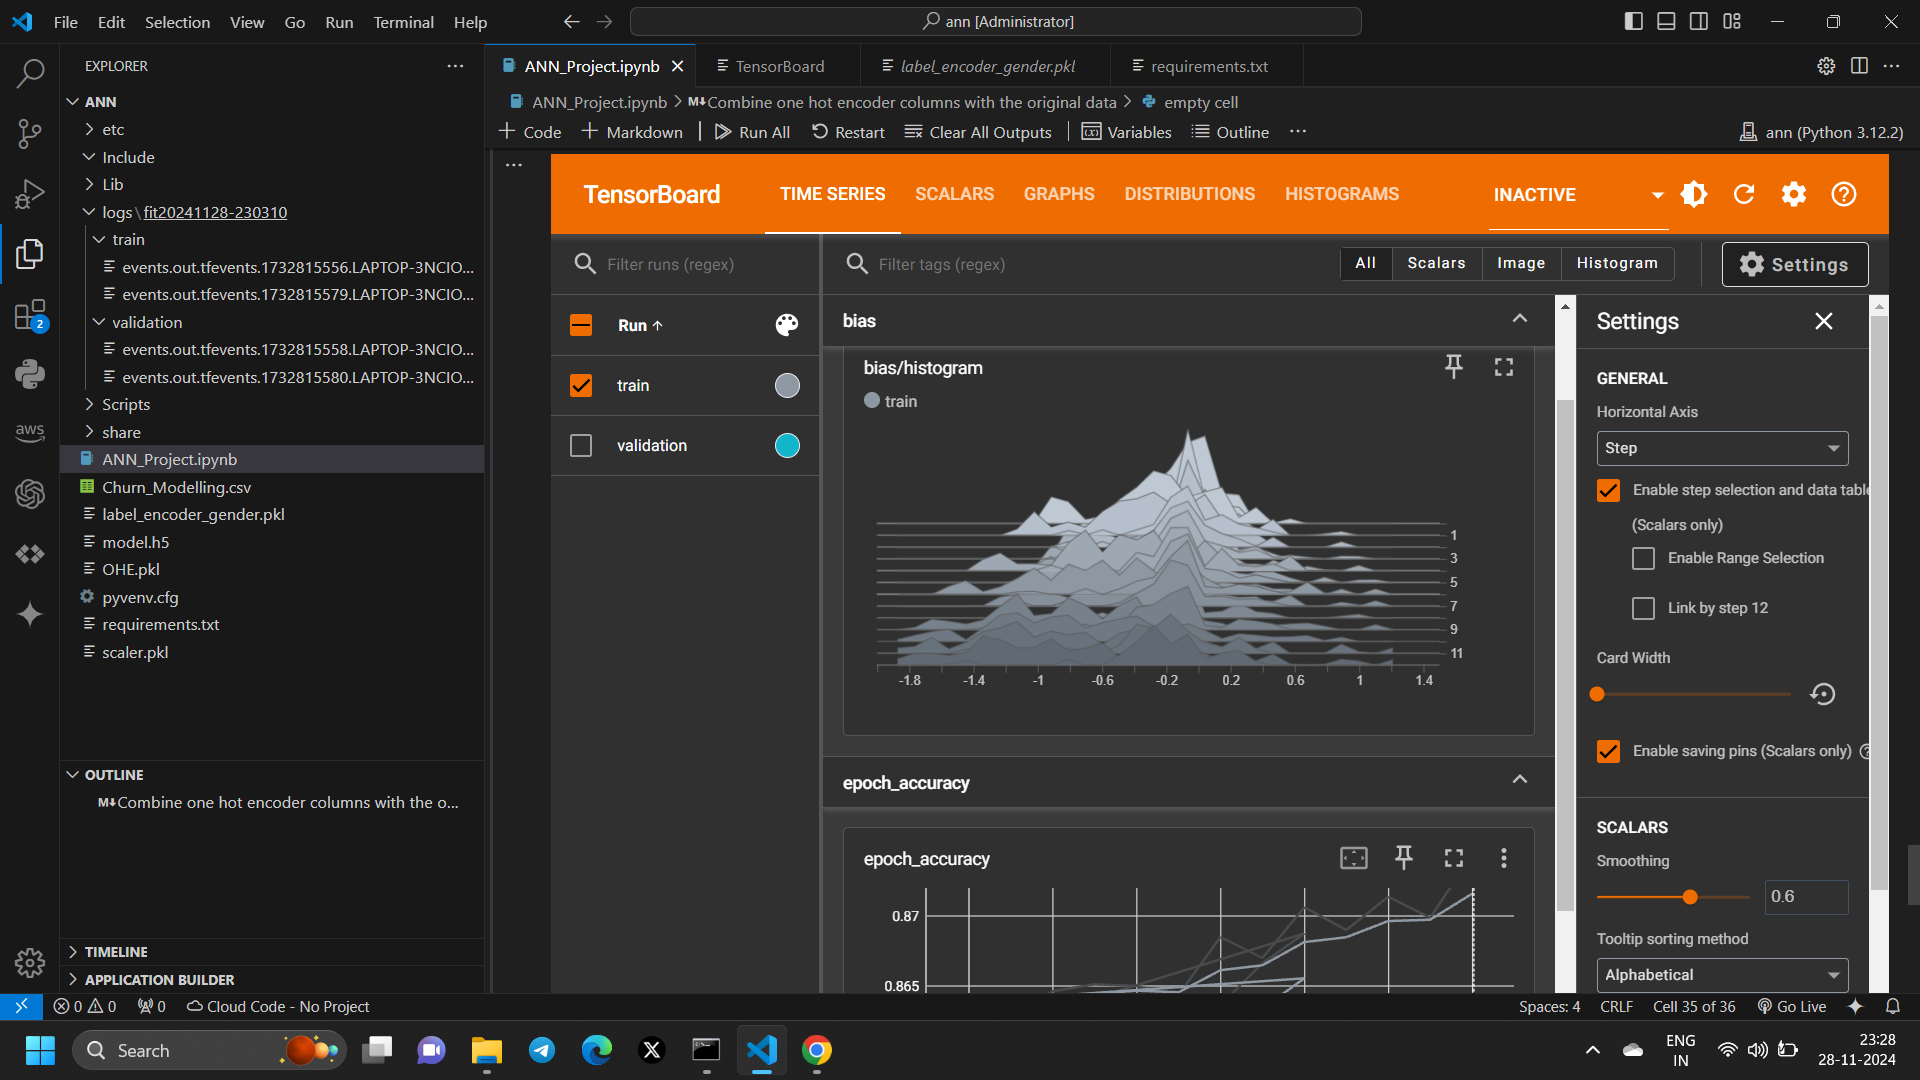 File Edit Selection View Go Run Terminal Help
ann [Administrator]
EXPLORER
ANN
etc
Include
Lib
logs\fit20241128-230310
train
events.out.tfevents.1732815556.LAPTOP-3NCIO...
events.out.tfevents.1732815579.LAPTOP-3NCIO...
validation
events.out.tfevents.1732815558.LAPTOP-3NCIO...
events.out.tfevents.1732815580.LAPTOP-3NCIO...
Scripts
share
ANN_Project.ipynb
Churn_Modelling.csv
label_encoder_gender.pkl
model.h5
OHE.pkl
pyvenv.cfg
requirements.txt
scaler.pkl
OUTLINE
M↓Combine one hot encoder columns with the o...
TIMELINE
APPLICATION BUILDER
2
aws
ANN_Project.ipynb TensorBoard label_encoder_gender.pkl requirements.txt
ANN_Project.ipynb > M↓Combine one hot encoder columns with the original data > empty cell
+ Code + Markdown Run All Restart Clear All Outputs Variables Outline ...
ann (Python 3.12.2)
TensorBoard TIME SERIES SCALARS GRAPHS DISTRIBUTIONS HISTOGRAMS INACTIVE
Filter runs (regex)
Filter tags (regex)
All Scalars Image Histogram
Settings
Run ↑
train
validation
bias
bias/histogram
train
1
3
5
7
9
11
-1.8 -1.4 -1 -0.6 -0.2 0.2 0.6 1 1.4
epoch_accuracy
epoch_accuracy
0.87
0.865
Settings
GENERAL
Horizontal Axis
Step
Enable step selection and data table
(Scalars only)
Enable Range Selection
Link by step 12
Card Width
Enable saving pins (Scalars only)
SCALARS
Smoothing
0.6
Tooltip sorting method
Alphabetical
0 0 0 Cloud Code - No Project
Spaces: 4 CRLF Cell 35 of 36 Go Live
Search
ENG
IN
23:28
28-11-2024